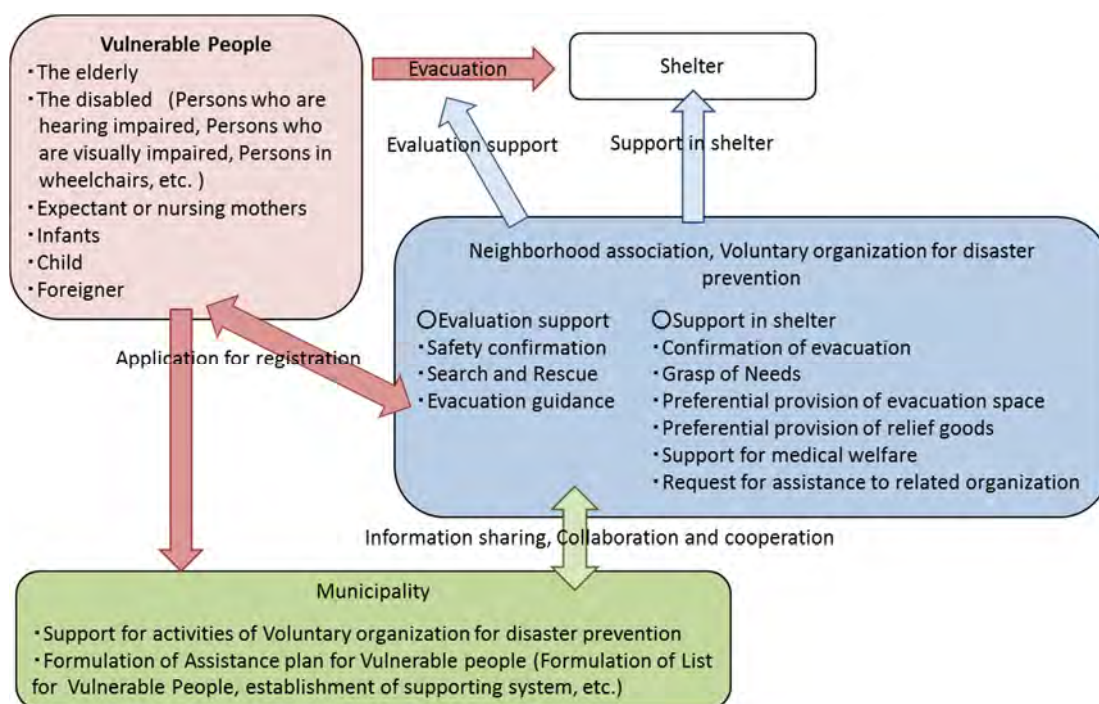 Vulnerable People
・The elderly
・The disabled (Persons who are
hearing impaired, Persons who
are visually impaired, Persons in
wheelchairs, etc. )
・Expectant or nursing mothers
・Infants
・Child
・Foreigner
Evacuation
Shelter
Evaluation support
Support in shelter
Neighborhood association, Voluntary organization for disaster
prevention
○Evaluation support
・Safety confirmation
・Search and Rescue
・Evacuation guidance
○Support in shelter
・Confirmation of evacuation
・Grasp of Needs
・Preferential provision of evacuation space
・Preferential provision of relief goods
・Support for medical welfare
・Request for assistance to related organization
Application for registration
Information sharing, Collaboration and cooperation
Municipality
・Support for activities of Voluntary organization for disaster prevention
・Formulation of Assistance plan for Vulnerable people (Formulation of List
for Vulnerable People, establishment of supporting system, etc.)